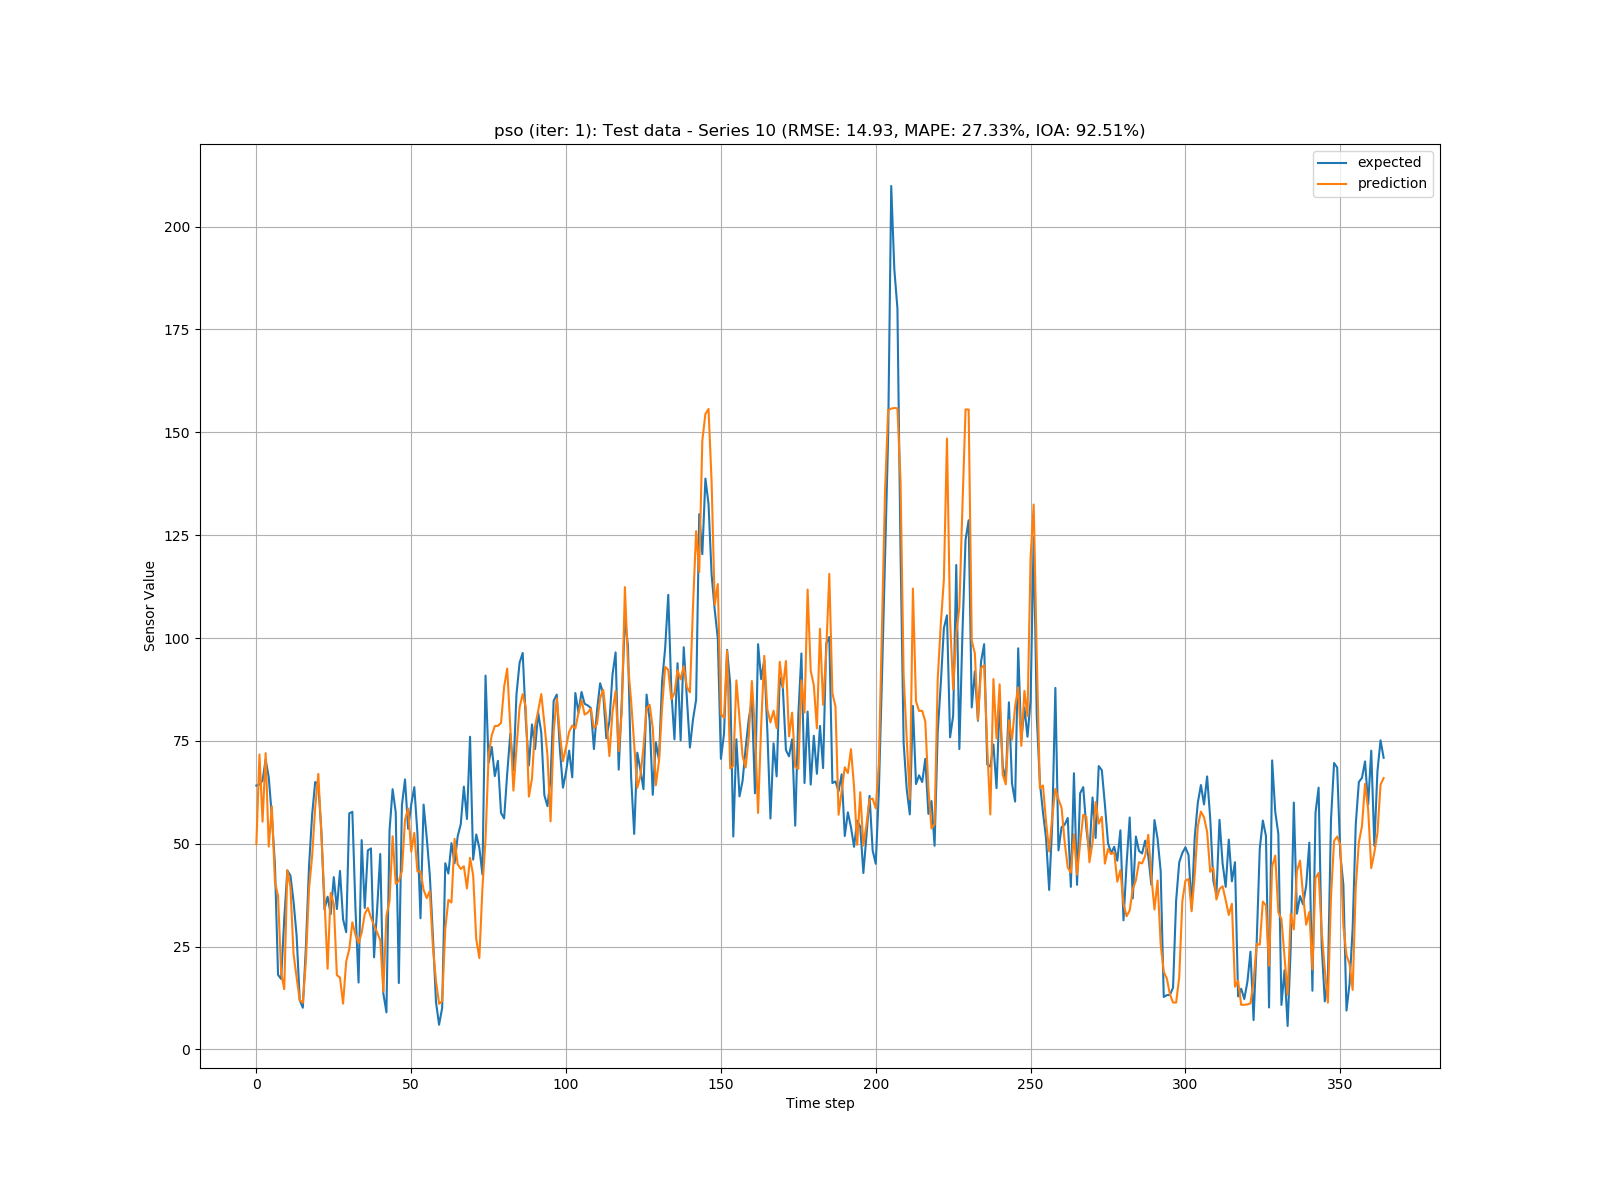 pso (iter: 1): Test data - Series 10 (RMSE: 14.93, MAPE: 27.33%, IOA: 92.51%)
expected
prediction
200
175
150
125
100
75
50
25
0
Sensor Value
0 50 100 150 200 250 300 350
Time step